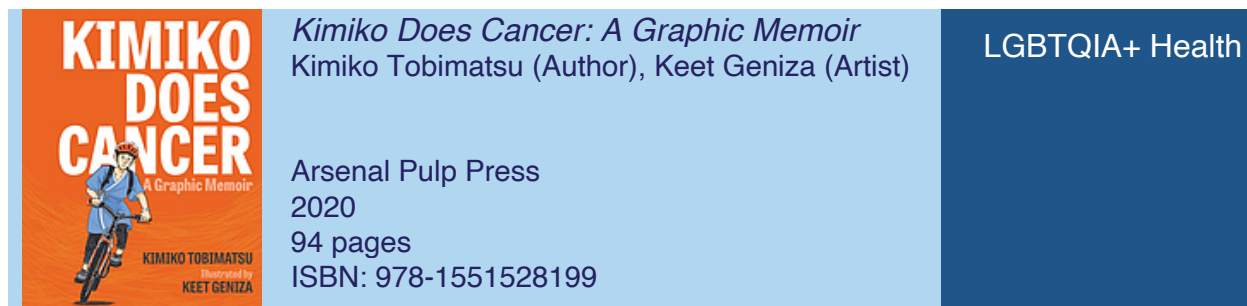 KIMIKO
DOES
CANCER
A Graphic Memoir
KIMIKO TOBIMATSU
Illustrated by
KEET GENIZA
Kimiko Does Cancer: A Graphic Memoir
Kimiko Tobimatsu (Author), Keet Geniza (Artist)
Arsenal Pulp Press
2020
94 pages
ISBN: 978-1551528199
LGBTQIA+ Health